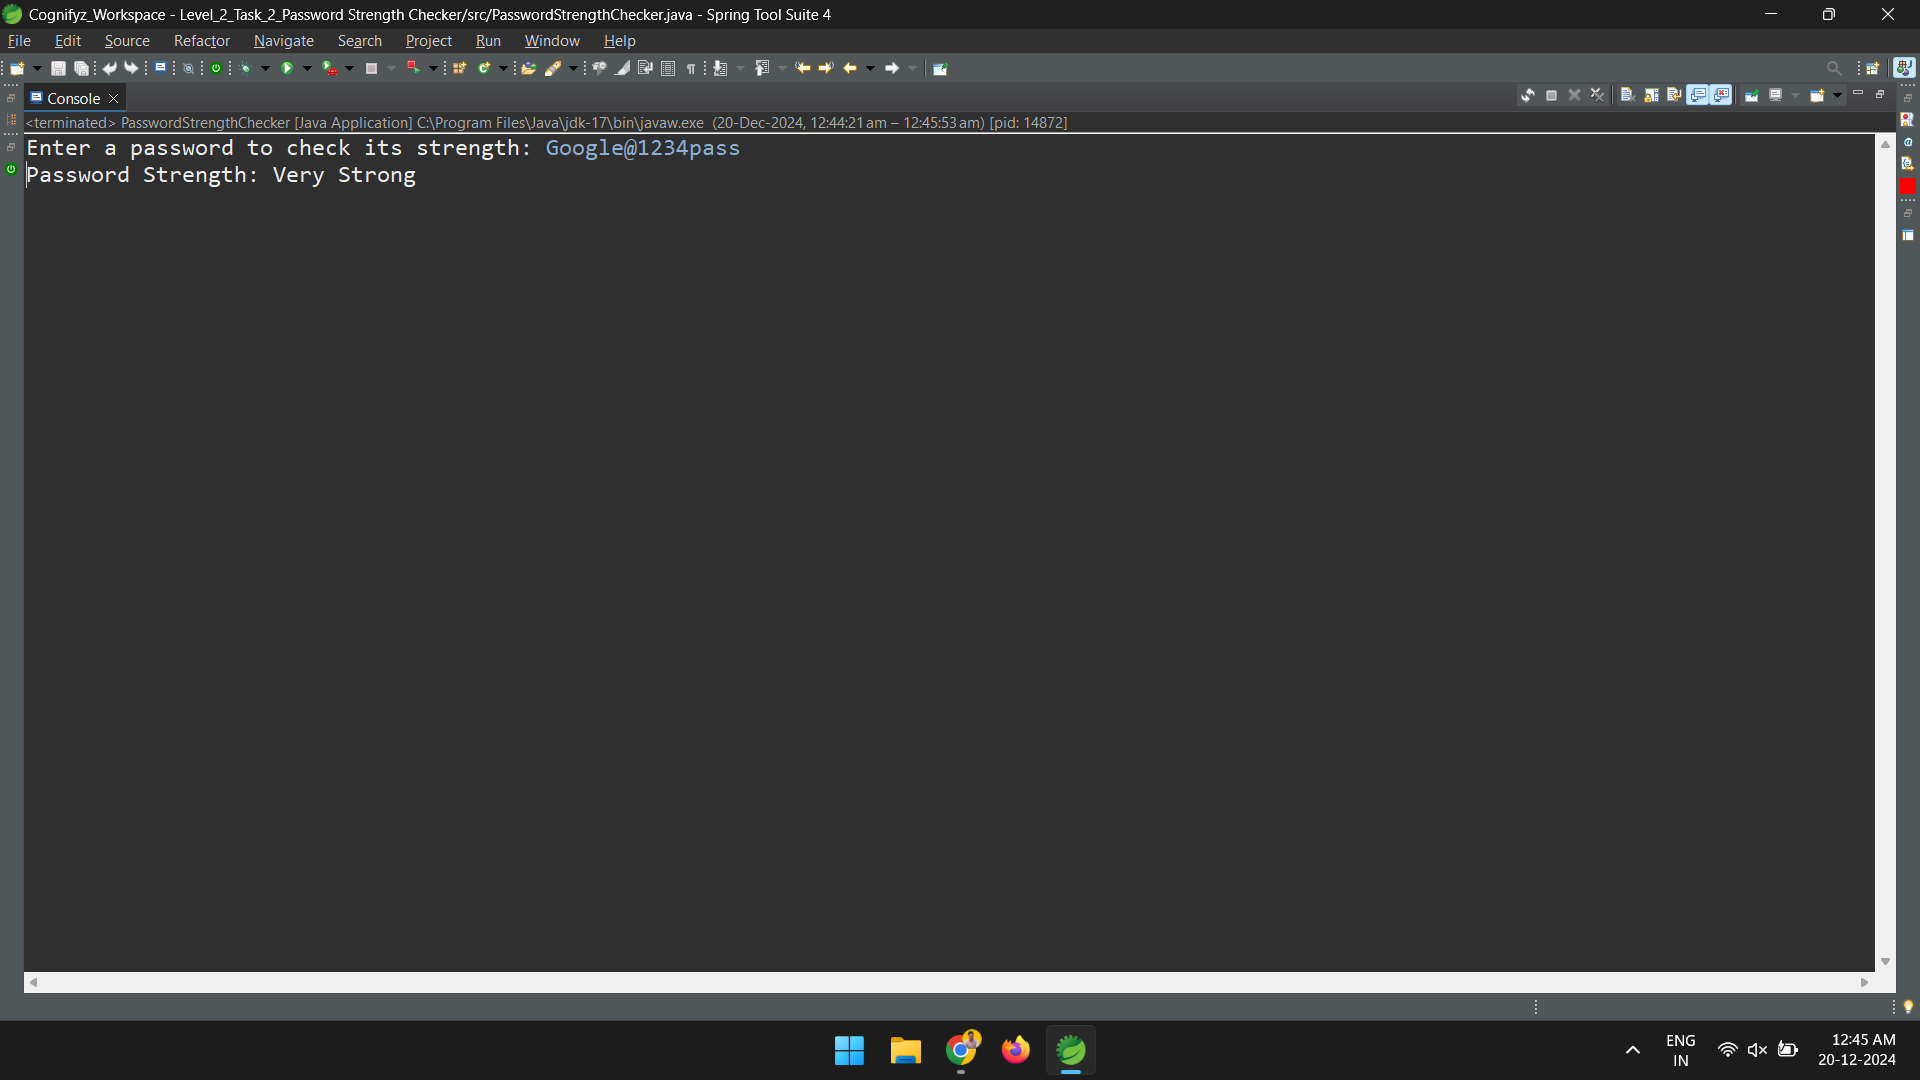 Cognifyz_Workspace - Level_2_Task_2_Password Strength Checker/src/PasswordStrengthChecker.java - Spring Tool Suite 4
File Edit Source Refactor Navigate Search Project Run Window Help
Console
<terminated> PasswordStrengthChecker [Java Application] C:\Program Files\Java\jdk-17\bin\javaw.exe (20-Dec-2024, 12:44:21 am – 12:45:53 am) [pid: 14872]
Enter a password to check its strength: Google@1234pass
Password Strength: Very Strong
ENG
IN
12:45 AM
20-12-2024